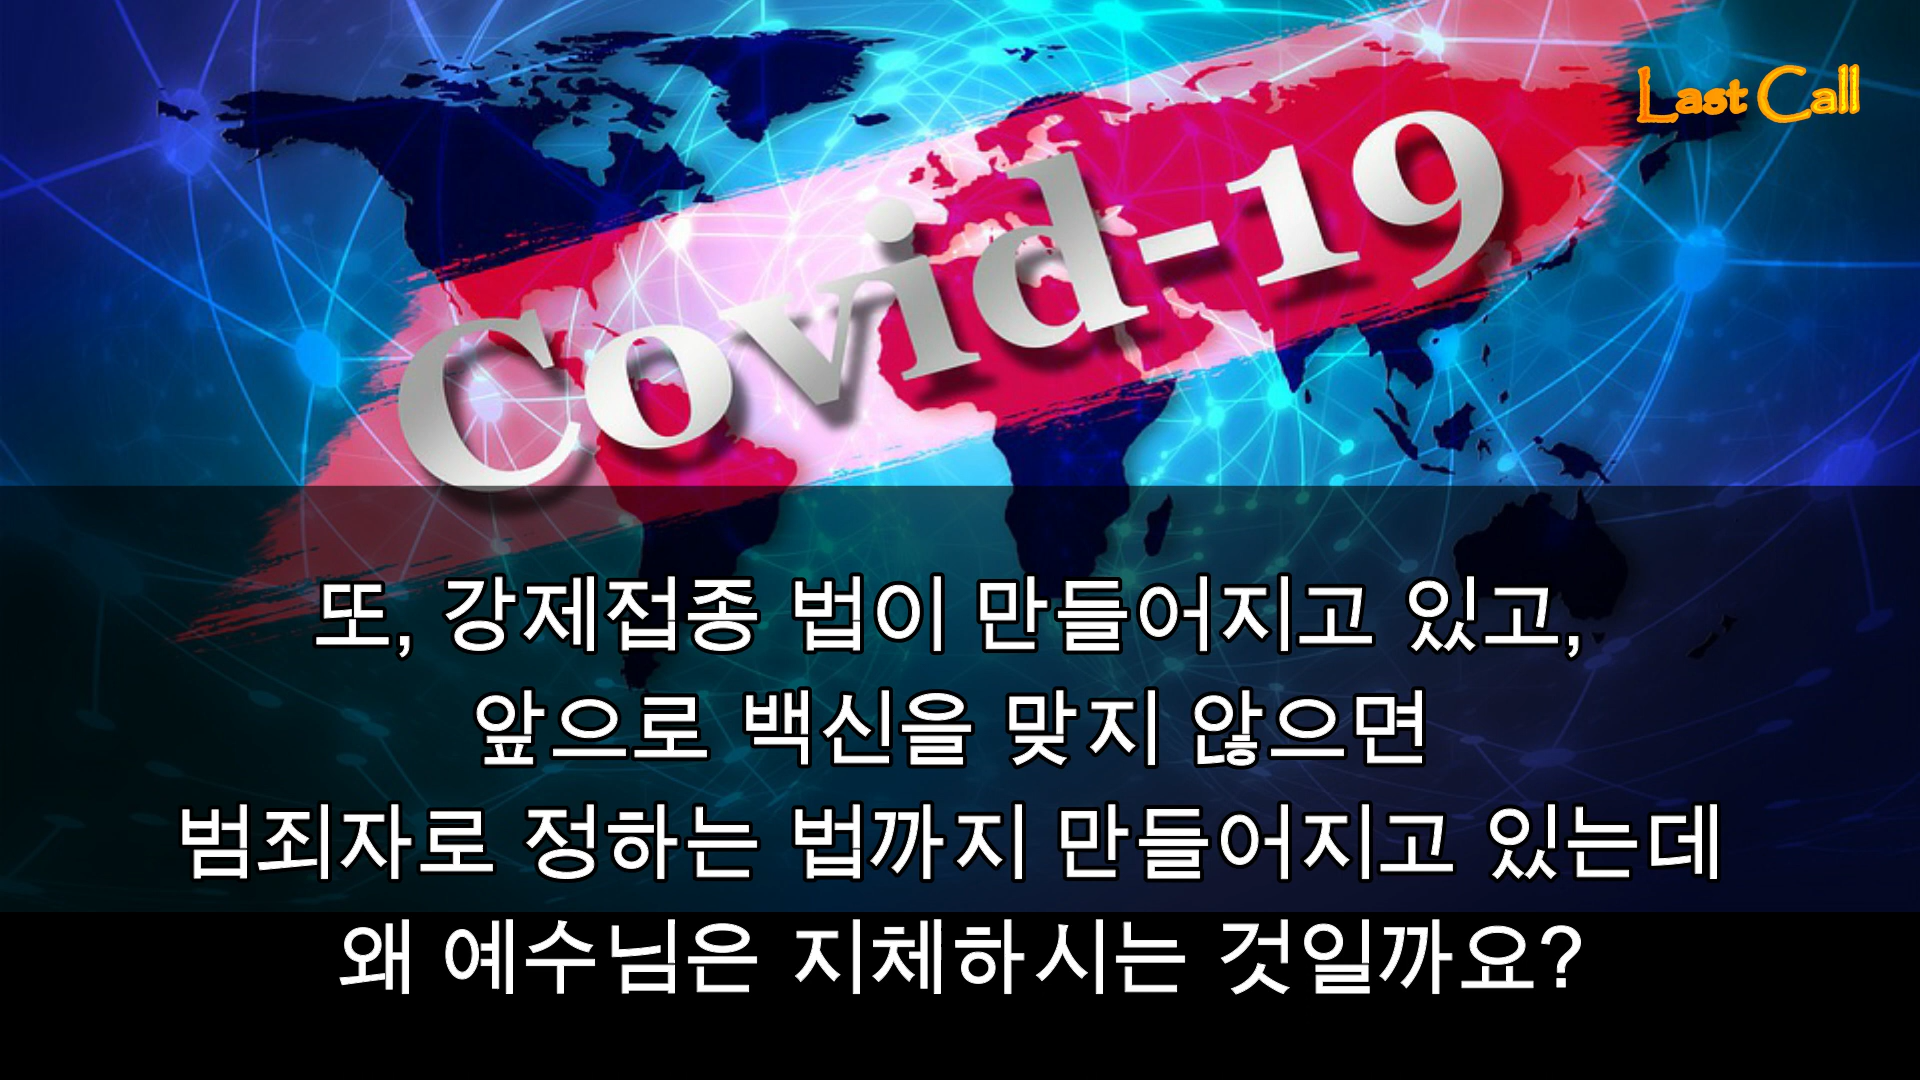 Last Call
Covid-19
또, 강제접종 법이 만들어지고 있고,
앞으로 백신을 맞지 않으면
범죄자로 정하는 법까지 만들어지고 있는데
왜 예수님은 지체하시는 것일까요?